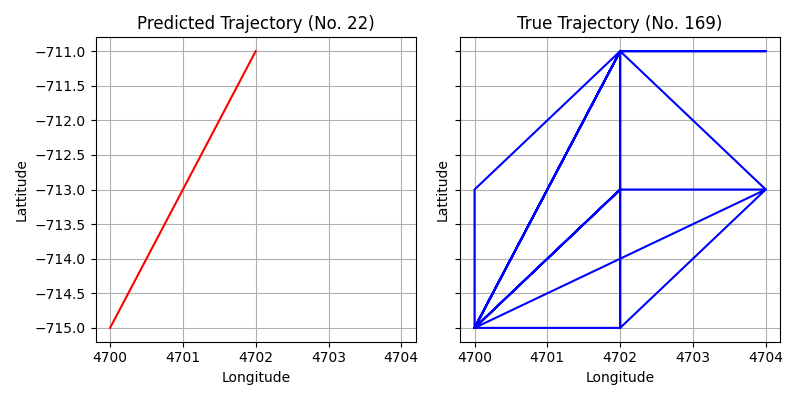 Predicted Trajectory (No. 22)
Lattitude
−711.0
−711.5
−712.0
−712.5
−713.0
−713.5
−714.0
−714.5
−715.0
4700 4701 4702 4703 4704
Longitude
True Trajectory (No. 169)
Lattitude
4700 4701 4702 4703 4704
Longitude